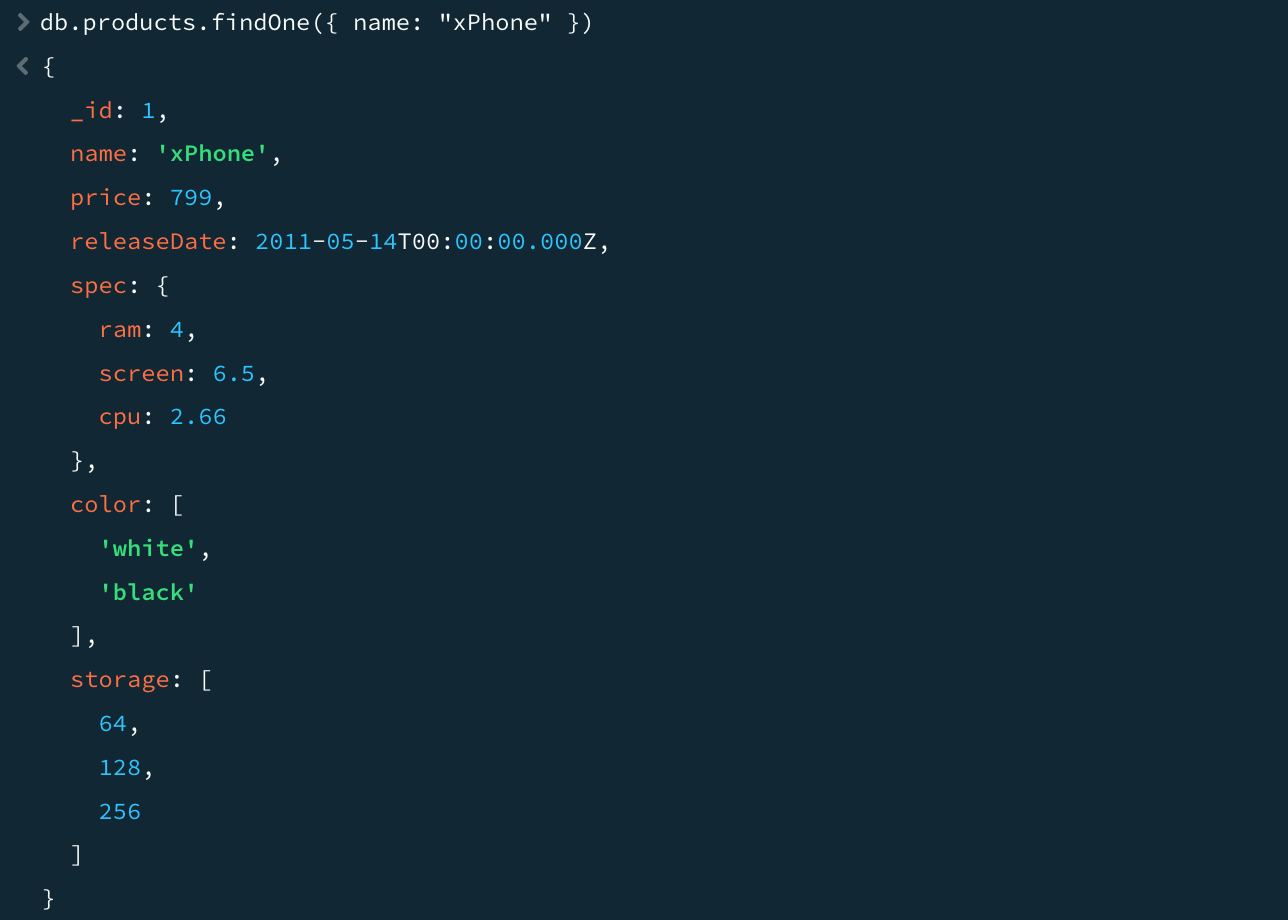 > db.products.findOne({ name: "xPhone" })
< {
_id: 1,
name: 'xPhone',
price: 799,
releaseDate: 2011-05-14T00:00:00.000Z,
spec: {
ram: 4,
screen: 6.5,
cpu: 2.66
},
color: [
'white',
'black'
],
storage: [
64,
128,
256
]
}